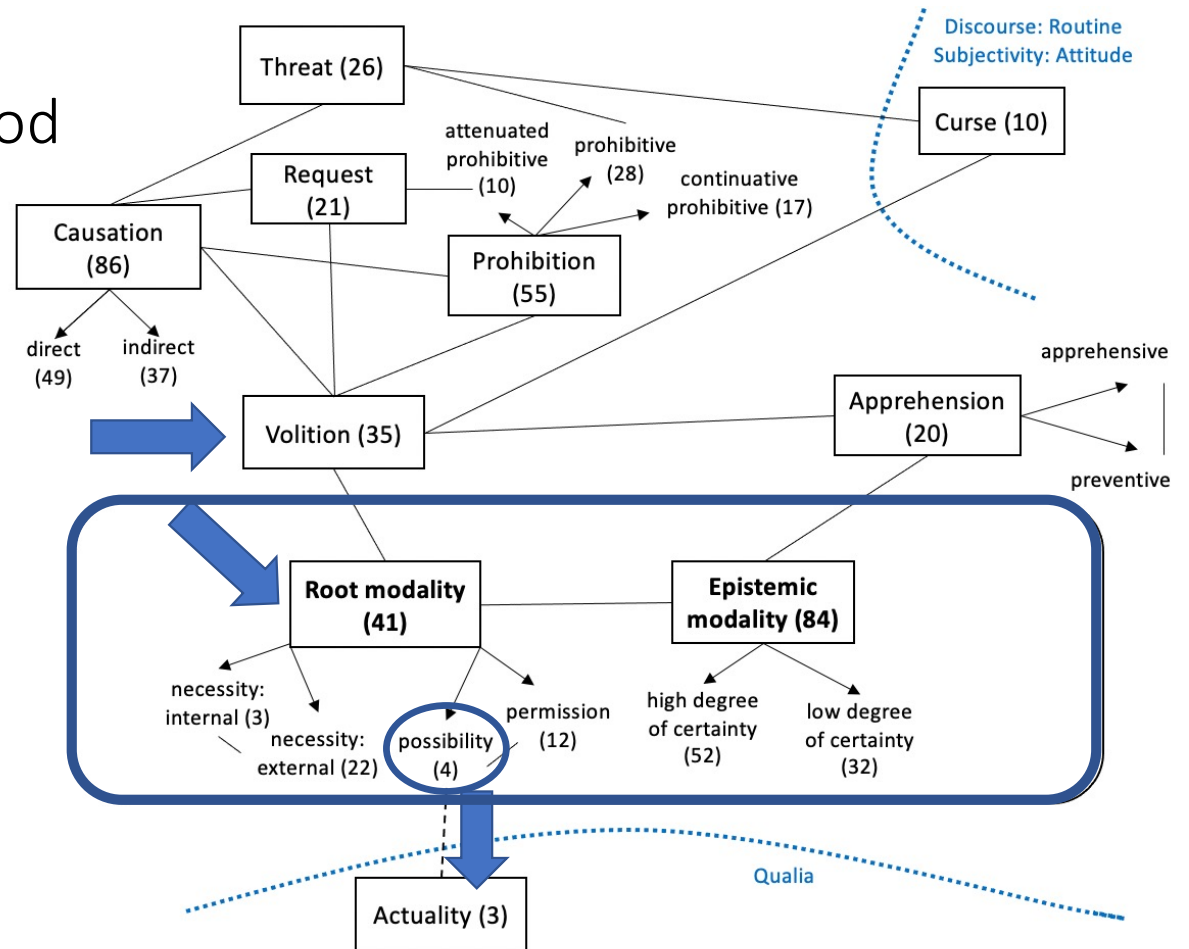 Discourse: Routine
Subjectivity: Attitude
Threat (26)
od
Curse (10)
attenuated
prohibitive
(10)
prohibitive
(28)
Request
(21)
continuative
prohibitive (17)
Causation
(86)
Prohibition
(55)
direct
(49)
indirect
(37)
apprehensive
Apprehension
(20)
Volition (35)
preventive
Root modality
(41)
Epistemic
modality (84)
necessity:
internal (3)
necessity:
external (22)
possibility
(4)
permission
(12)
high degree
of certainty
(52)
low degree
of certainty
(32)
Qualia
Actuality (3)